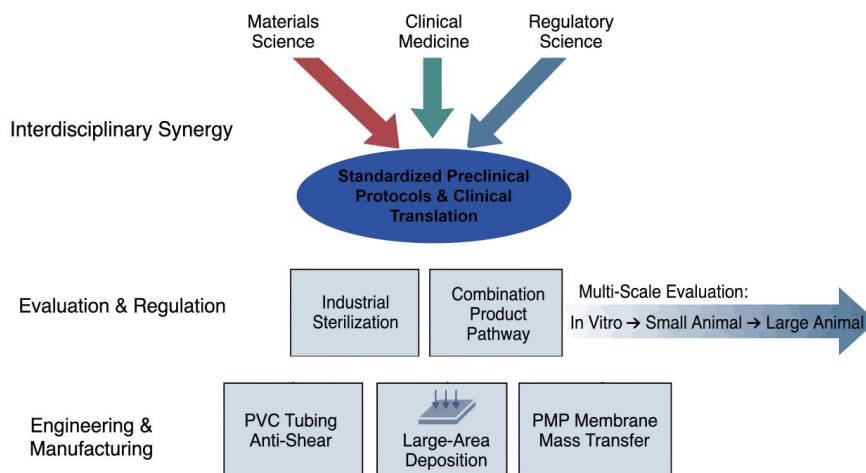 Materials
Science
Clinical
Medicine
Regulatory
Science
Interdisciplinary Synergy
Standardized Preclinical
Protocols & Clinical
Translation
Evaluation & Regulation
Industrial
Sterilization
Combination
Product
Pathway
Multi-Scale Evaluation:
In Vitro → Small Animal → Large Animal
Engineering &
Manufacturing
PVC Tubing
Anti-Shear
Large-Area
Deposition
PMP Membrane
Mass Transfer